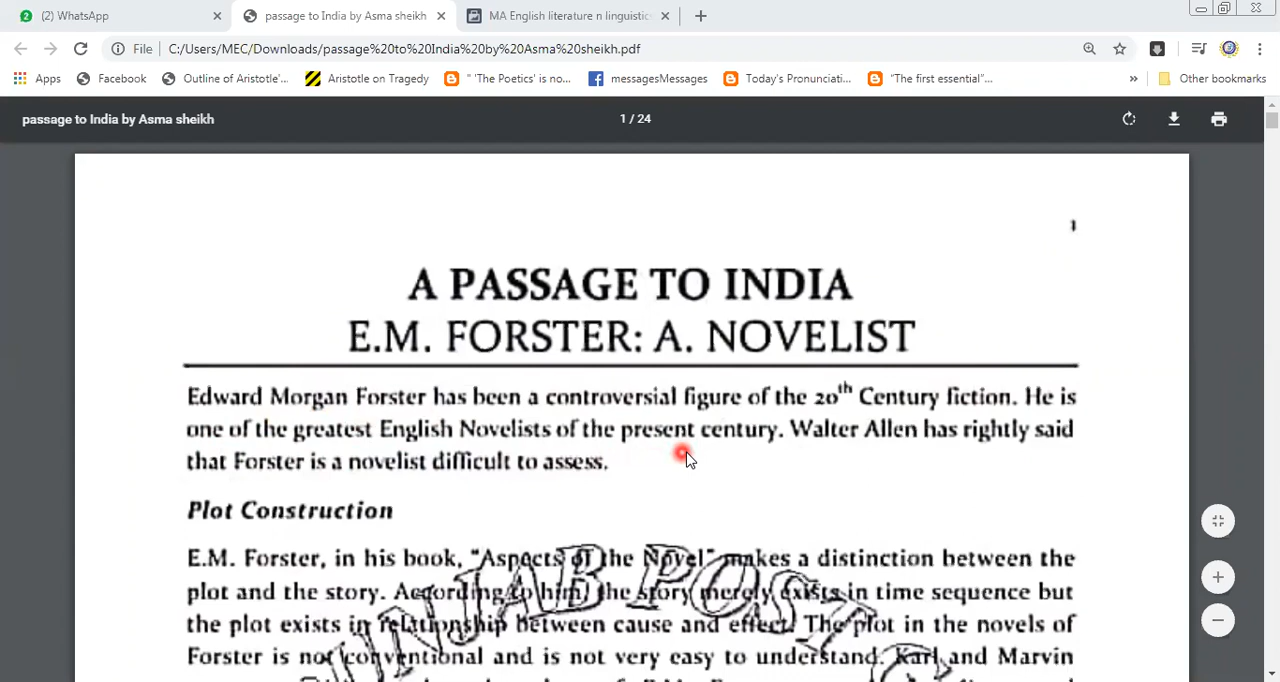 (2) WhatsApp
passage to India by Asma sheikh
MA English literature n linguistics
File C:/Users/MEC/Downloads/passage%20to%20India%20by%20Asma%20sheikh.pdf
Apps Facebook Outline of Aristotle'... Aristotle on Tragedy " 'The Poetics' is no... messagesMessages Today's Pronunciati... "The first essential"... » Other bookmarks
passage to India by Asma sheikh 1 / 24
1
A PASSAGE TO INDIA
E.M. FORSTER: A. NOVELIST
Edward Morgan Forster has been a controversial figure of the 20th Century fiction. He is
one of the greatest English Novelists of the present century. Walter Allen has rightly said
that Forster is a novelist difficult to assess.
Plot Construction
E.M. Forster, in his book, "Aspects of the Novel" makes a distinction between the
plot and the story. According to him, the story merely exists in time sequence but
the plot exists in relationship between cause and effect. The plot in the novels of
Forster is not conventional and is not very easy to understand. Karl and Marvin